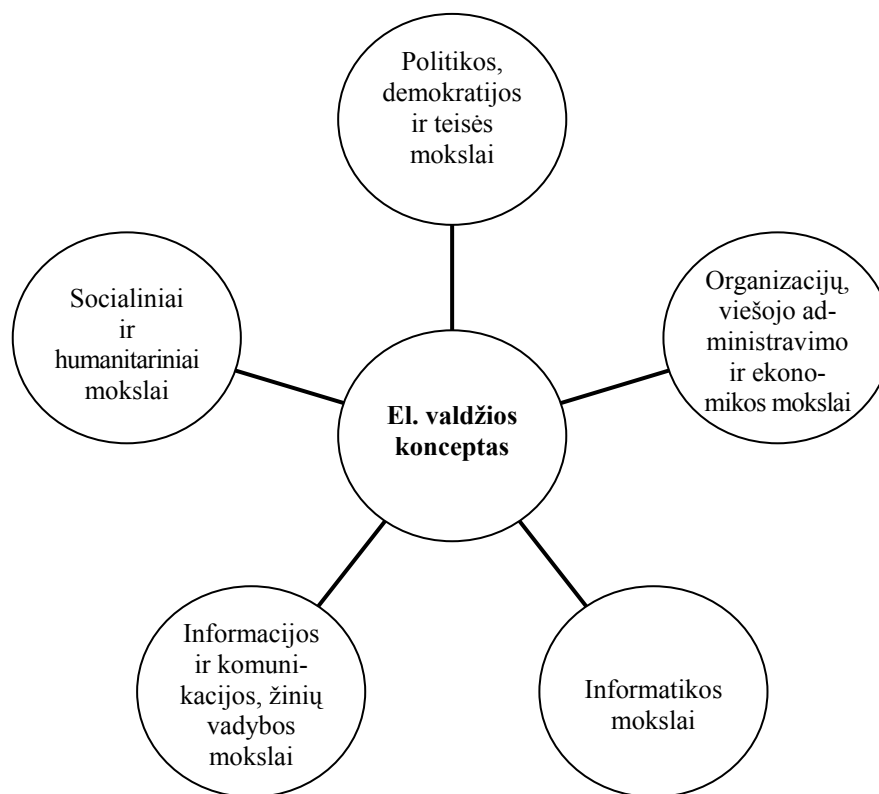 Politikos,
demokratijos
ir teisės
mokslai
Socialiniai
ir
humanitariniai
mokslai
Organizacijų,
viešojo ad-
ministravimo
ir ekono-
mikos mokslai
El. valdžios
konceptas
Informacijos
ir komuni-
kacijos, žinių
vadybos
mokslai
Informatikos
mokslai